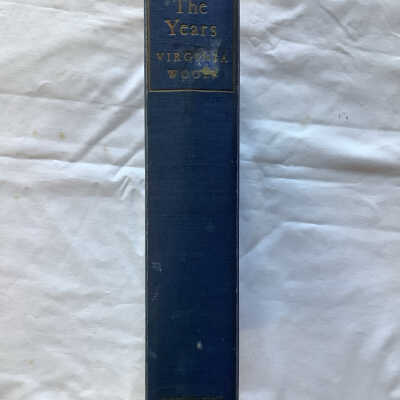 The
Years
VIRGINIA
WOOLF